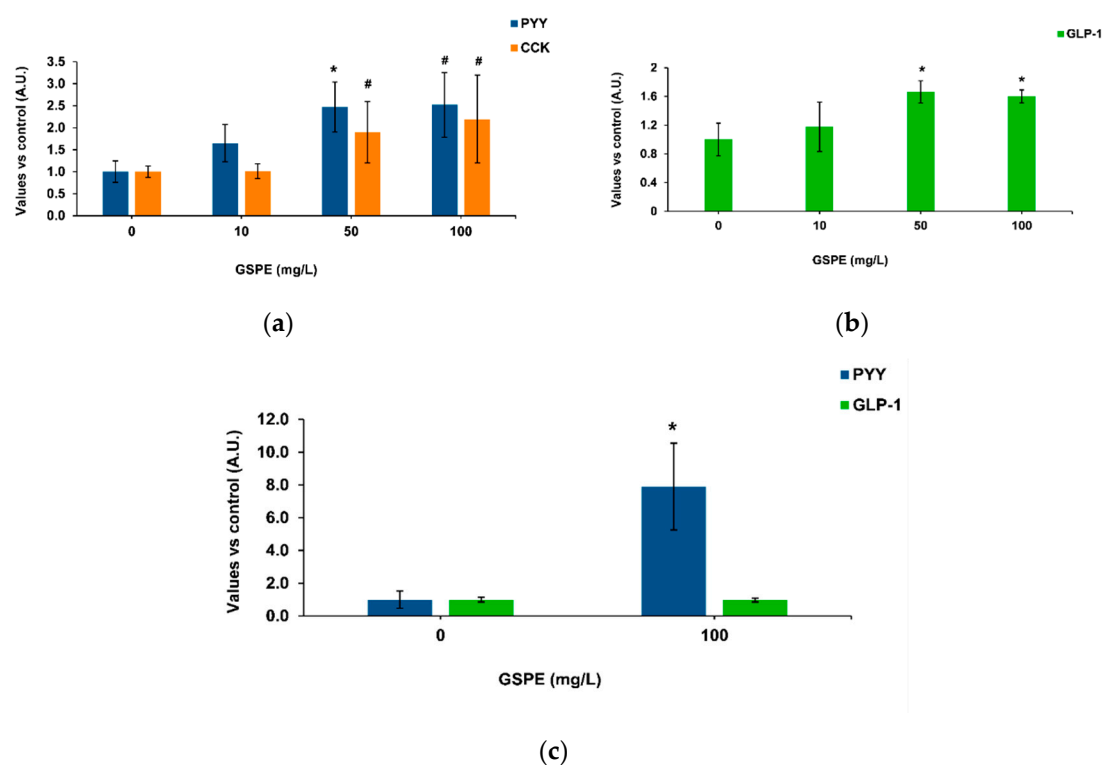 PYY
CCK
Values vs control (A.U.)
3.5
3.0
2.5
2.0
1.5
1.0
0.5
0.0
* # # #
0 10 50 100
GSPE (mg/L)
(a)
GLP-1
Values vs control (A.U.)
2
1.6
1.2
0.8
0.4
0
* *
0 10 50 100
GSPE (mg/L)
(b)
PYY
GLP-1
Values vs control (A.U.)
12.0
10.0
8.0
6.0
4.0
2.0
0.0
*
0 100
GSPE (mg/L)
(c)